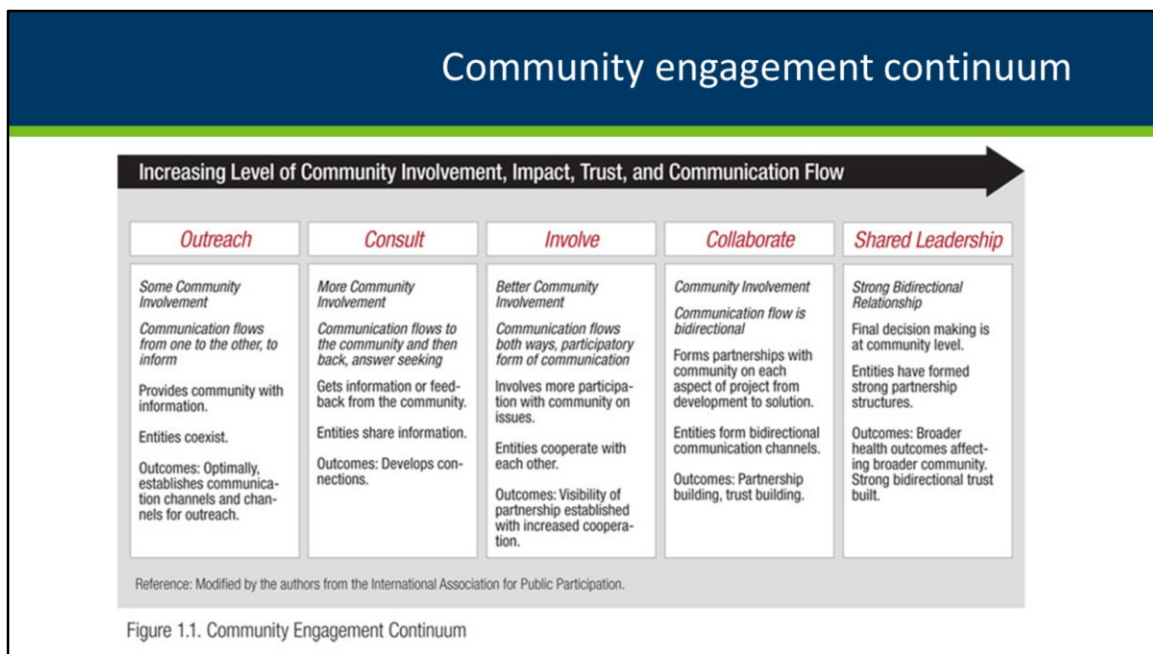 Community engagement continuum
Increasing Level of Community Involvement, Impact, Trust, and Communication Flow
Outreach
Some Community
Involvement
Communication flows
from one to the other, to
inform
Provides community with
information.
Entities coexist.
Outcomes: Optimally,
establishes communica-
tion channels and chan-
nels for outreach.
Consult
More Community
Involvement
Communication flows to
the community and then
back, answer seeking
Gets information or feed-
back from the community.
Entities share information.
Outcomes: Develops con-
nections.
Involve
Better Community
Involvement
Communication flows
both ways, participatory
form of communication
Involves more participa-
tion with community on
issues.
Entities cooperate with
each other.
Outcomes: Visibility of
partnership established
with increased coopera-
tion.
Collaborate
Community Involvement
Communication flow is
bidirectional
Forms partnerships with
community on each
aspect of project from
development to solution.
Entities form bidirectional
communication channels.
Outcomes: Partnership
building, trust building.
Shared Leadership
Strong Bidirectional
Relationship
Final decision making is
at community level.
Entities have formed
strong partnership
structures.
Outcomes: Broader
health outcomes affect-
ing broader community.
Strong bidirectional trust
built.
Reference: Modified by the authors from the International Association for Public Participation.
Figure 1.1. Community Engagement Continuum